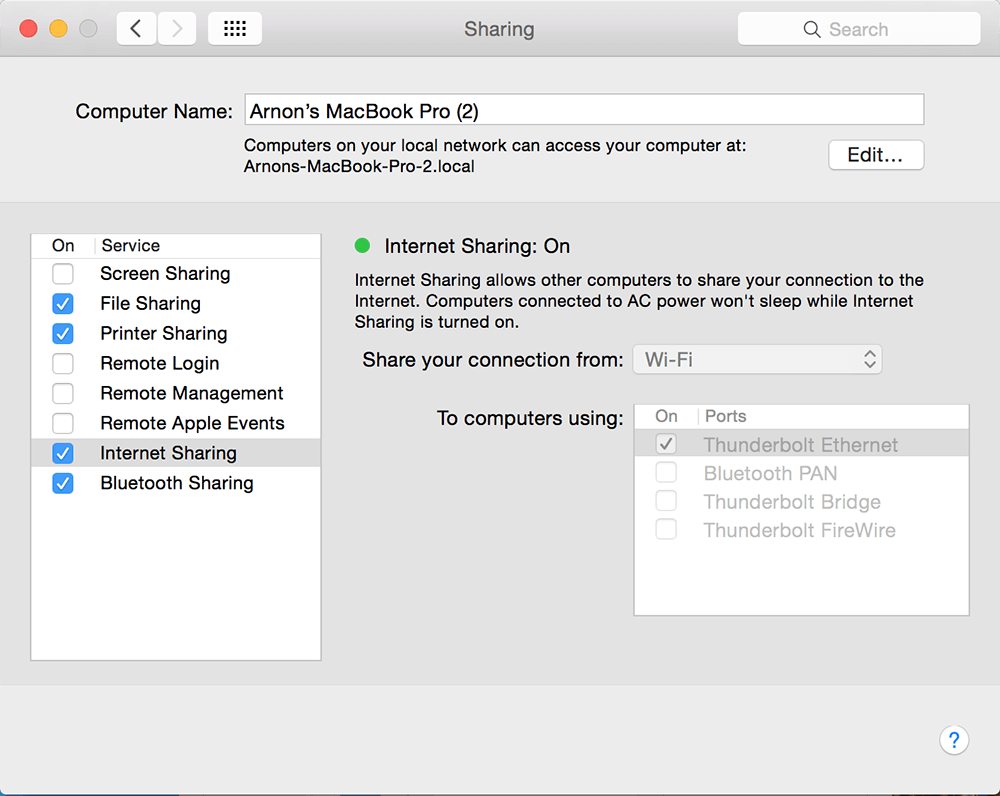 Sharing
Search
Computer Name:
Arnon’s MacBook Pro (2)
Computers on your local network can access your computer at:
Arnons-MacBook-Pro-2.local
Edit...
On Service
Screen Sharing
File Sharing
Printer Sharing
Remote Login
Remote Management
Remote Apple Events
Internet Sharing
Bluetooth Sharing
Internet Sharing: On
Internet Sharing allows other computers to share your connection to the
Internet. Computers connected to AC power won't sleep while Internet
Sharing is turned on.
Share your connection from: Wi-Fi
To computers using:
On Ports
Thunderbolt Ethernet
Bluetooth PAN
Thunderbolt Bridge
Thunderbolt FireWire
?